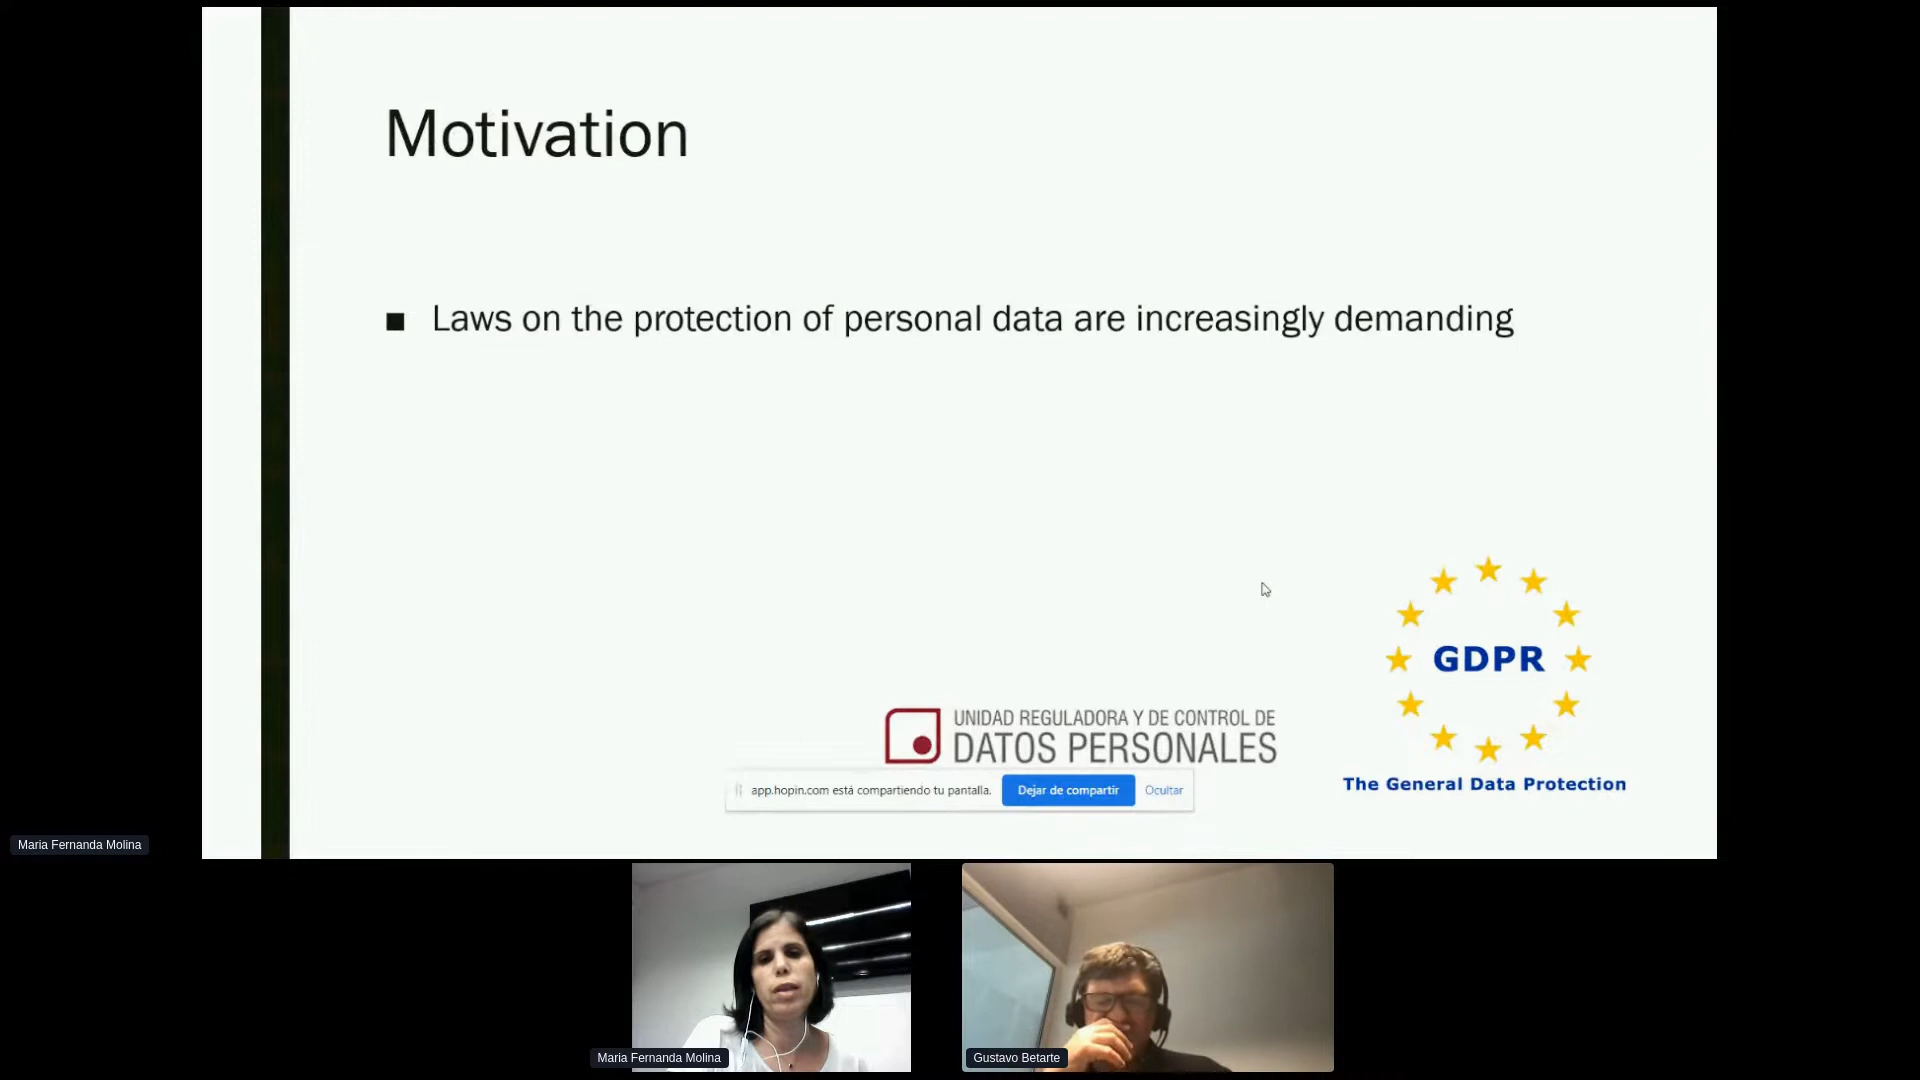 Motivation
■ Laws on the protection of personal data are increasingly demanding
GDPR
UNIDAD REGULADORA Y DE CONTROL DE
DATOS PERSONALES
The General Data Protection
app.hopin.com está compartiendo tu pantalla. Dejar de compartir Ocultar
Maria Fernanda Molina
Maria Fernanda Molina
Gustavo Betarte